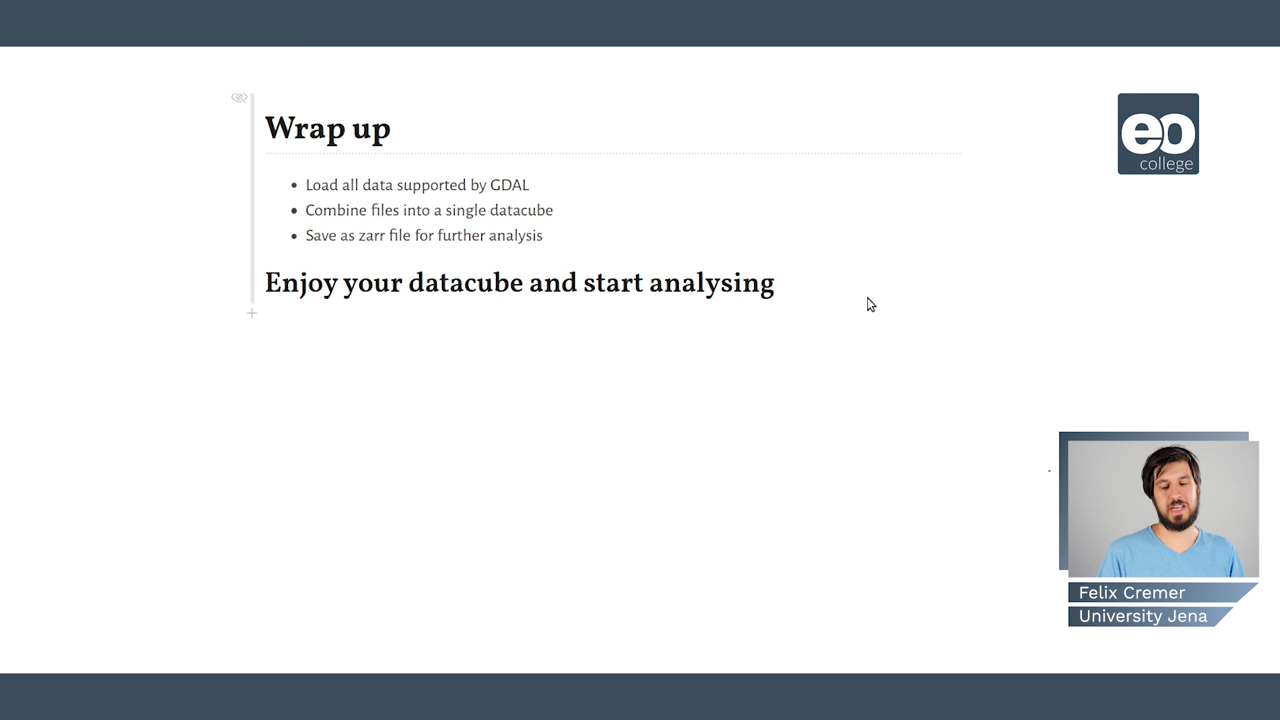 Wrap up
Load all data supported by GDAL
Combine files into a single datacube
Save as zarr file for further analysis
Enjoy your datacube and start analysing
eo
college
Felix Cremer
University Jena